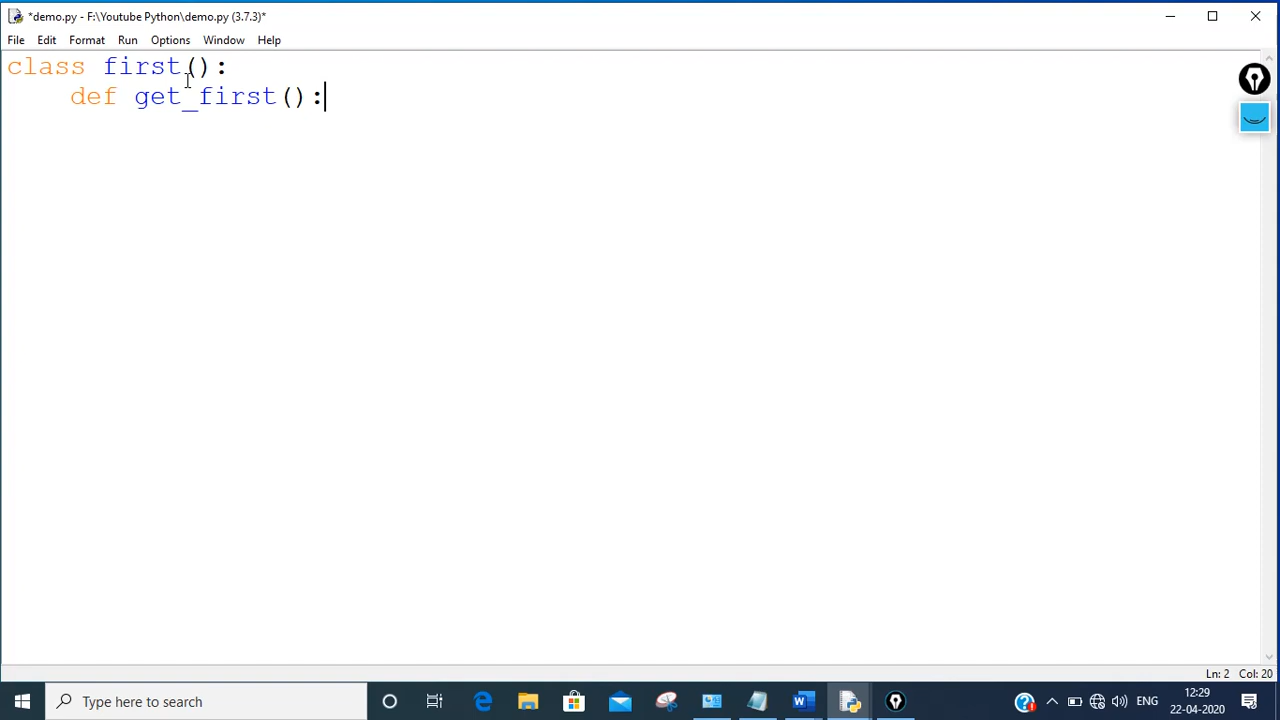 *demo.py - F:\Youtube Python\demo.py (3.7.3)*
File Edit Format Run Options Window Help
class first():
    def get_first():
Ln: 2 Col: 20
Type here to search
ENG
12:29
22-04-2020